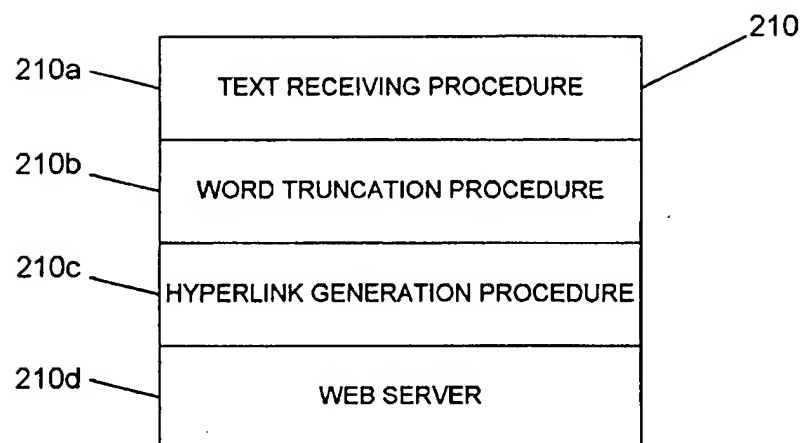 210
210a TEXT RECEIVING PROCEDURE
210b WORD TRUNCATION PROCEDURE
210c HYPERLINK GENERATION PROCEDURE
210d WEB SERVER